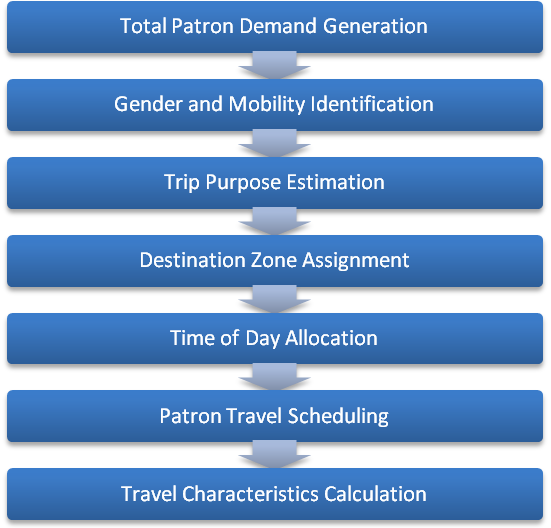 Total Patron Demand Generation
Gender and Mobility Identification
Trip Purpose Estimation
Destination Zone Assignment
Time of Day Allocation
Patron Travel Scheduling
Travel Characteristics Calculation